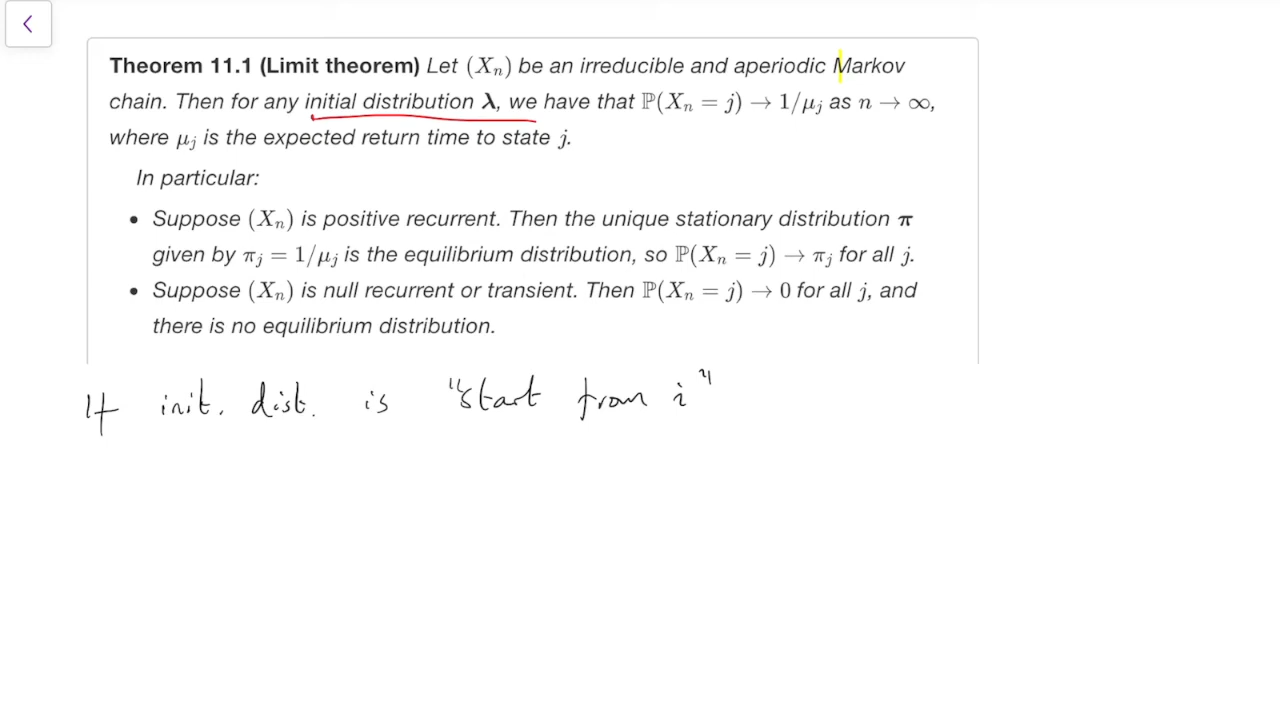 Theorem 11.1 (Limit theorem) Let (Xₙ) be an irreducible and aperiodic Markov
chain. Then for any initial distribution λ, we have that ℙ(Xₙ = j) → 1/μⱼ as n → ∞,
where μⱼ is the expected return time to state j.
In particular:
• Suppose (Xₙ) is positive recurrent. Then the unique stationary distribution π
given by πⱼ = 1/μⱼ is the equilibrium distribution, so ℙ(Xₙ = j) → πⱼ for all j.
• Suppose (Xₙ) is null recurrent or transient. Then ℙ(Xₙ = j) → 0 for all j, and
there is no equilibrium distribution.
If init. dist. is "start from i"